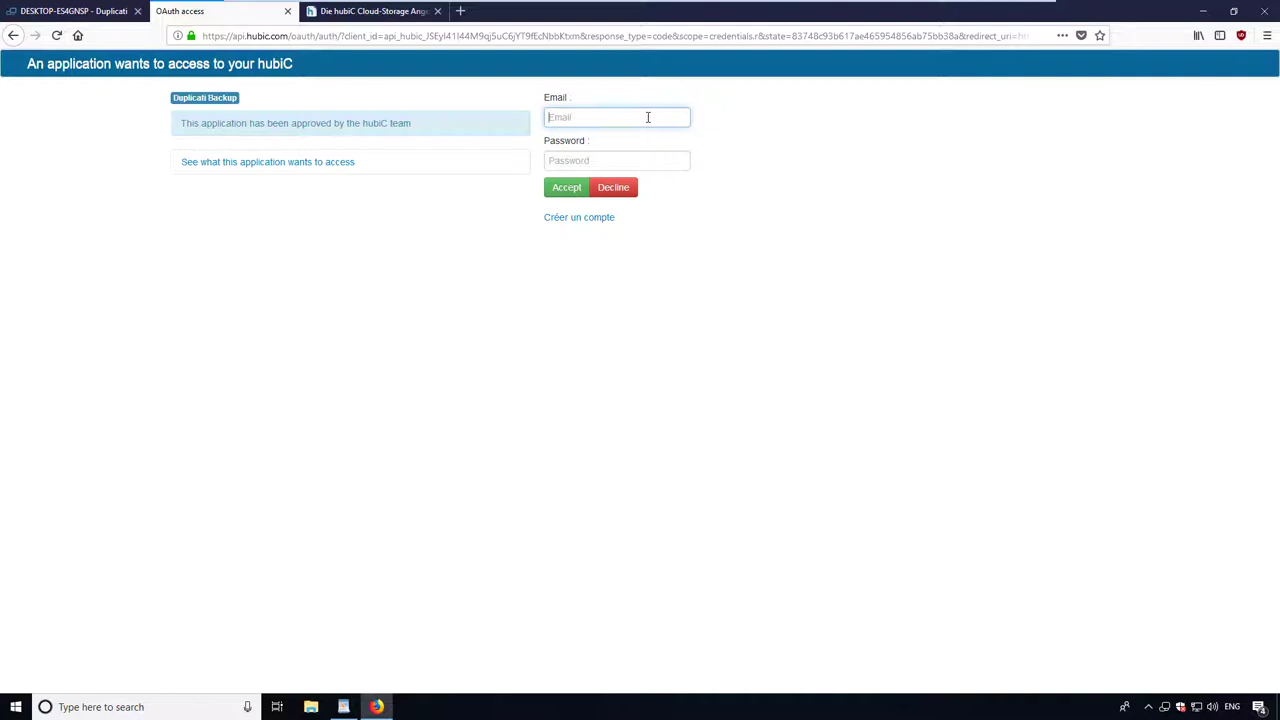 DESKTOP-ES4GNSP - Duplicati
OAuth access
Die hubiC Cloud-Storage Ange
https://api.hubic.com/oauth/auth/?client_id=api_hubic_JSEyl41I44M9qj5uC6jYT9fEcNbbKtxm&response_type=code&scope=credentials.r&state=83748c93b617ae465954856ab75bb38a&redirect_uri=
An application wants to access to your hubiC
Duplicati Backup
This application has been approved by the hubiC team
See what this application wants to access
Email :
Email
Password :
Password
Accept
Decline
Créer un compte
Type here to search
ENG
4